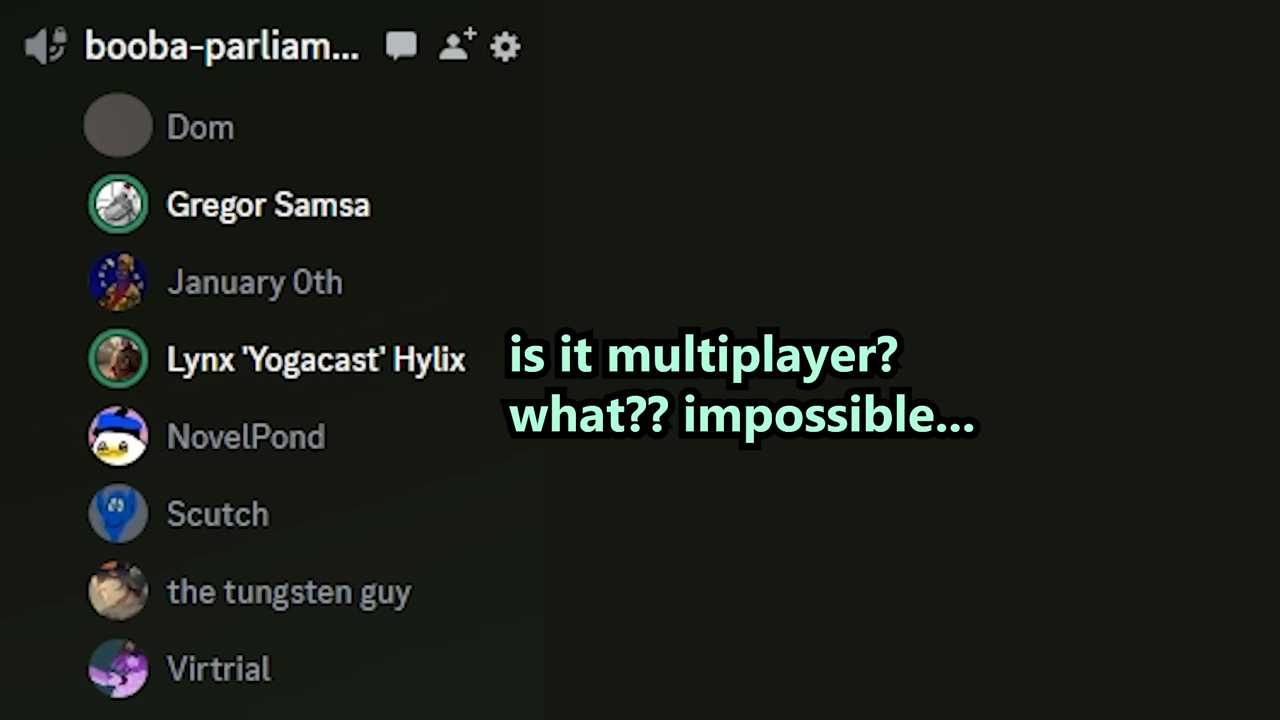 booba-parliam...
Dom
Gregor Samsa
January 0th
Lynx 'Yogacast' Hylix
is it multiplayer?
what?? impossible...
NovelPond
Scutch
the tungsten guy
Virtrial